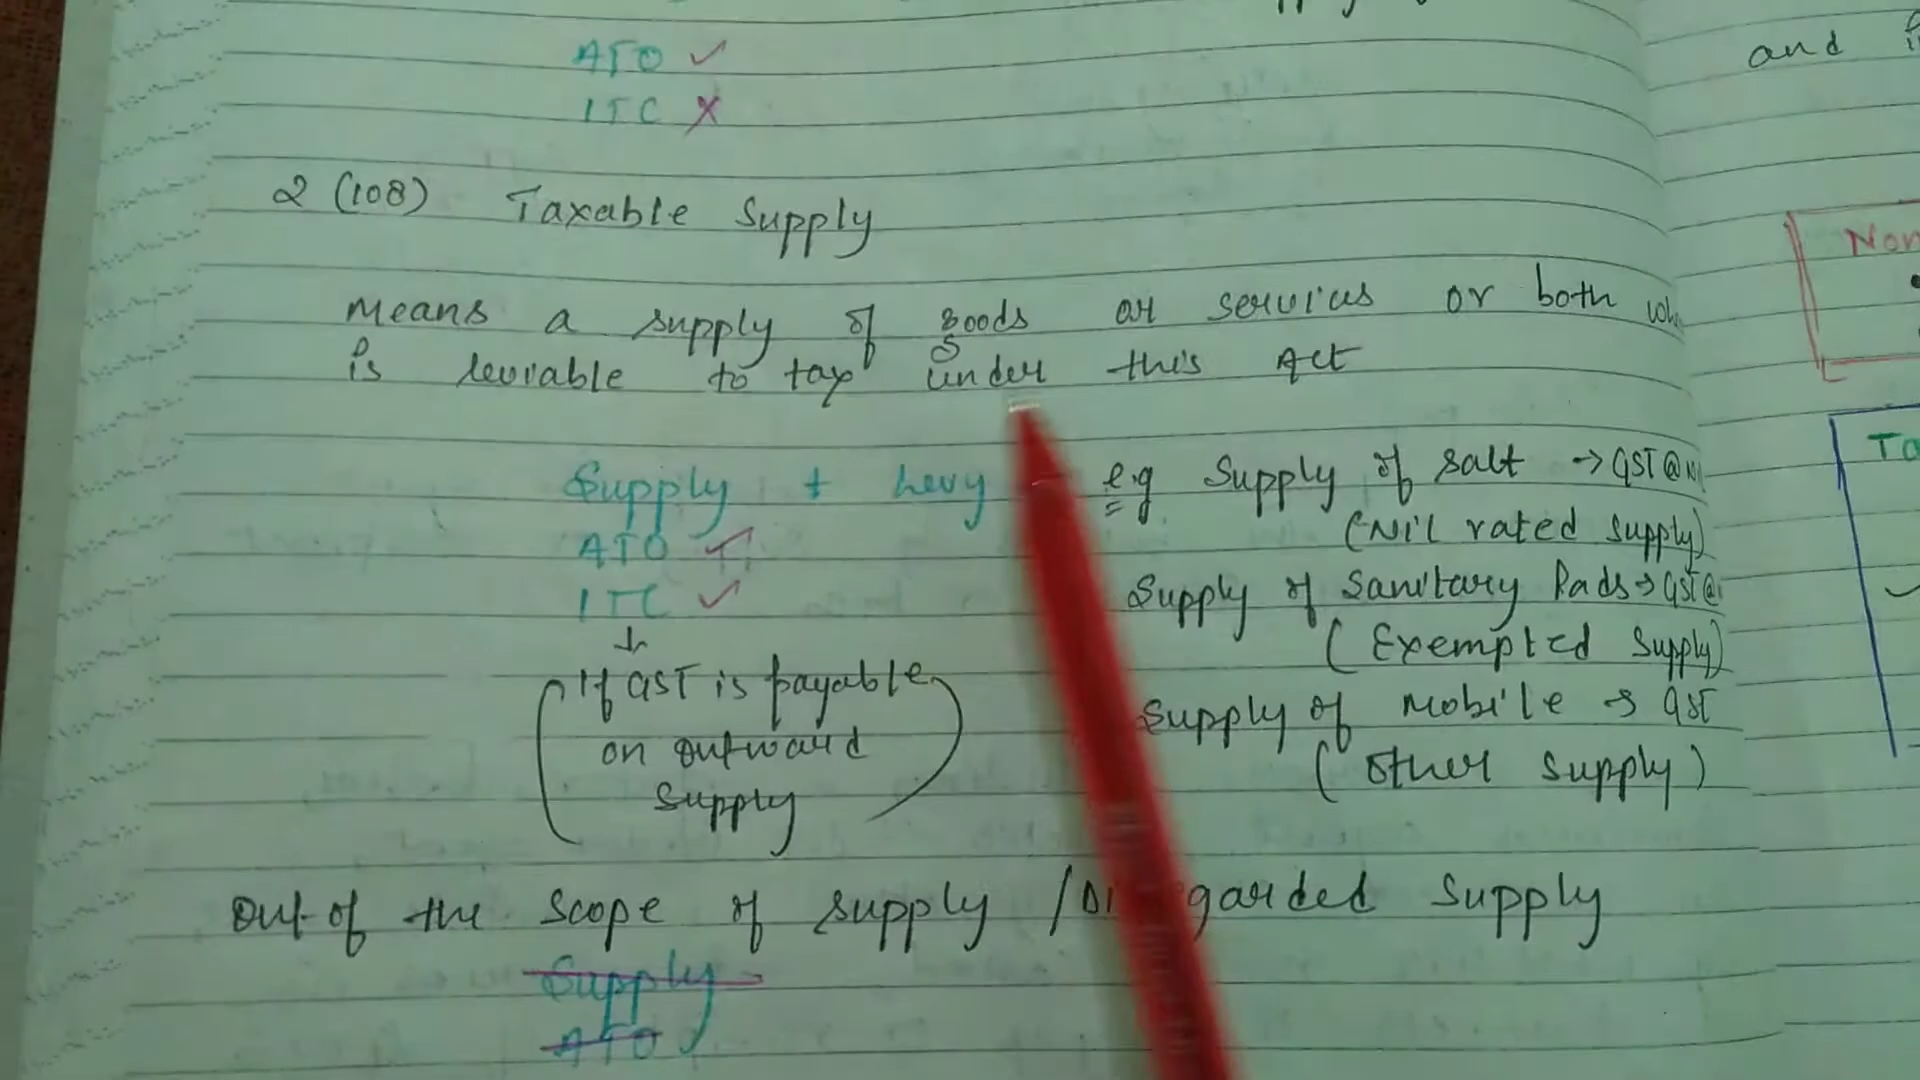 ATO ✓
ITC X
and
2 (108) Taxable Supply
means a supply of goods or services or both
is leviable to tax under this Act
Supply + Levy
ATO ✓
ITC ✓
(If GST is payable
on outward
supply)
e.g Supply of salt → GST@
(Nil rated supply)
Supply of Sanitary Pads → GST@
(Exempted Supply)
Supply of Mobile → GST
(Other supply)
Out of the scope of supply / garded Supply
Supply
ATO